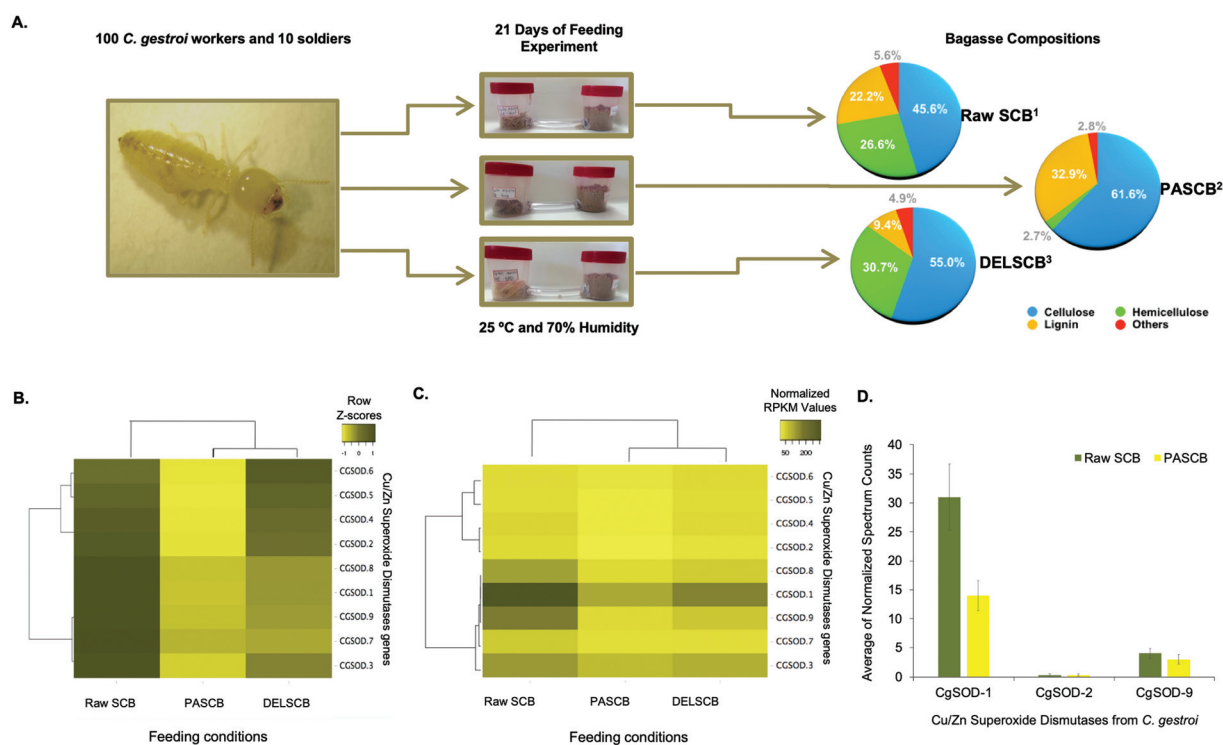 A.
100 C. gestroi workers and 10 soldiers
21 Days of Feeding
Experiment
25 ºC and 70% Humidity
Bagasse Compositions
5.6%
22.2%
45.6%
26.6%
Raw SCB¹
2.8%
32.9%
61.6%
2.7%
PASCB²
4.9%
9.4%
30.7%
55.0%
DELSCB³
Cellulose
Hemicellulose
Lignin
Others
B.
Row
Z-scores
-1 0 1
CGSOD.6
CGSOD.5
CGSOD.4
CGSOD.2
CGSOD.8
CGSOD.1
CGSOD.9
CGSOD.7
CGSOD.3
Cu/Zn Superoxide Dismutases genes
Raw SCB
PASCB
DELSCB
Feeding conditions
C.
Normalized
RPKM Values
50 200
CGSOD.6
CGSOD.5
CGSOD.4
CGSOD.2
CGSOD.8
CGSOD.1
CGSOD.9
CGSOD.7
CGSOD.3
Cu/Zn Superoxide Dismutases genes
Raw SCB
PASCB
DELSCB
Feeding conditions
D.
Average of Normalized Spectrum Counts
40
35
30
25
20
15
10
5
0
Raw SCB
PASCB
CgSOD-1
CgSOD-2
CgSOD-9
Cu/Zn Superoxide Dismutases from C. gestroi